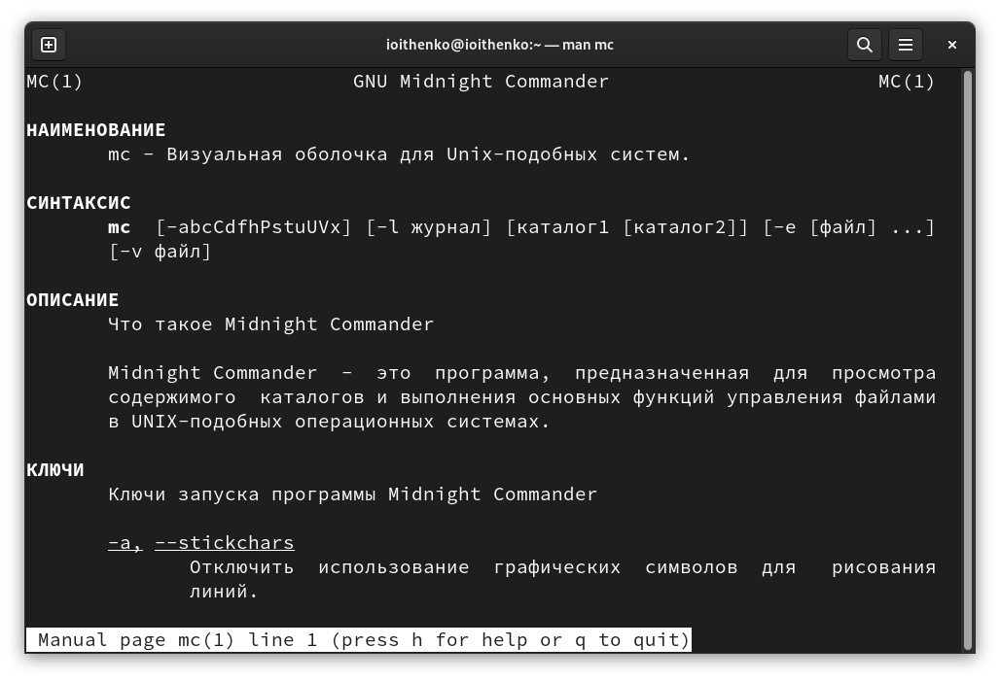 ioithenko@ioithenko:~ — man mc
MC(1) GNU Midnight Commander MC(1)
НАИМЕНОВАНИЕ
mc - Визуальная оболочка для Unix-подобных систем.
СИНТАКСИС
mc [-abcCdfhPstuUVx] [-l журнал] [каталог1 [каталог2]] [-e [файл] ...]
[-v файл]
ОПИСАНИЕ
Что такое Midnight Commander
Midnight Commander - это программа, предназначенная для просмотра
содержимого каталогов и выполнения основных функций управления файлами
в UNIX-подобных операционных системах.
КЛЮЧИ
Ключи запуска программы Midnight Commander
-a, --stickchars
Отключить использование графических символов для рисования
линий.
Manual page mc(1) line 1 (press h for help or q to quit)